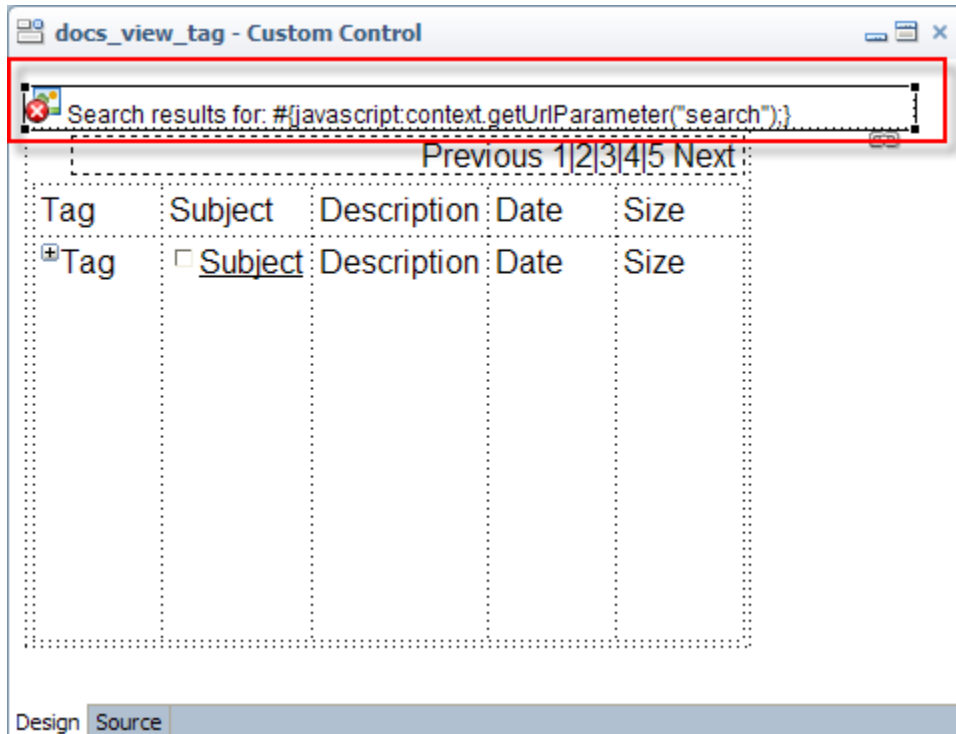 docs_view_tag - Custom Control
Search results for: #{javascript:context.getUrlParameter("search");}
Previous 1|2|3|4|5 Next
Tag Subject Description Date Size
Tag Subject Description Date Size
Design Source